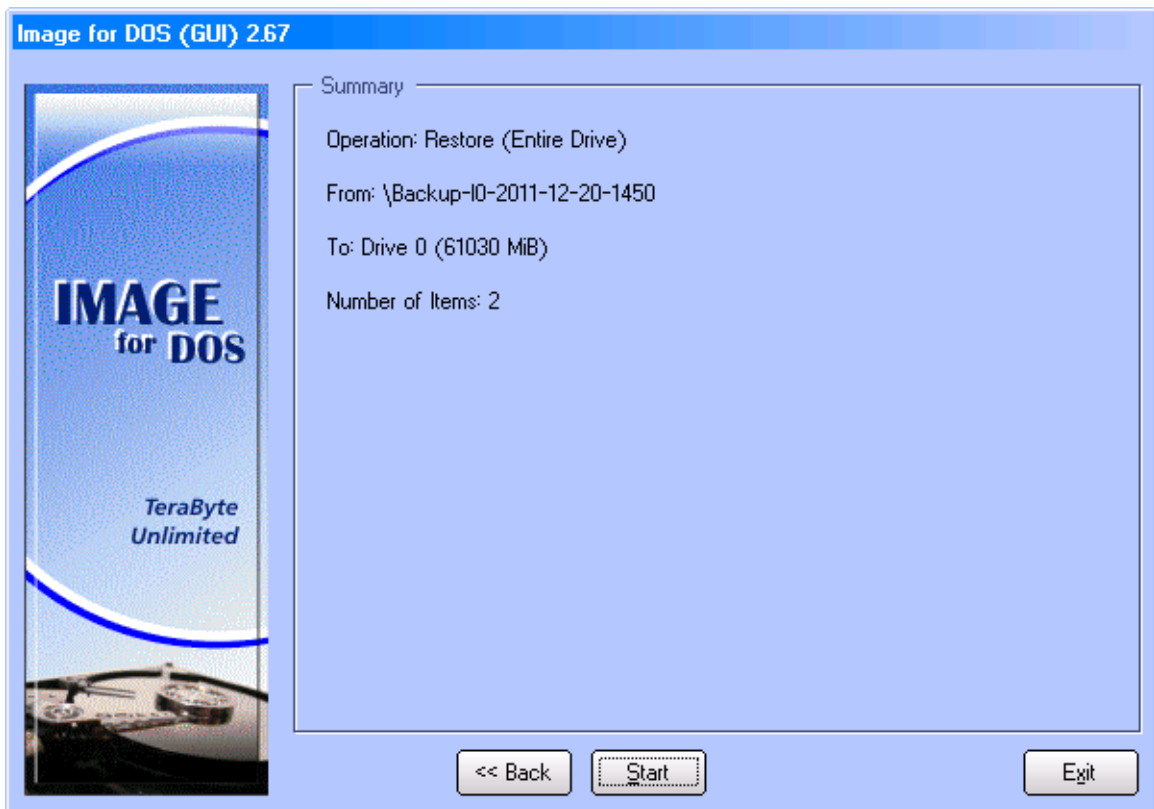 Image for DOS (GUI) 2.67
Summary
Operation: Restore (Entire Drive)
From: \Backup-I0-2011-12-20-1450
To: Drive 0 (61030 MiB)
Number of Items: 2
IMAGE
for DOS
TeraByte
Unlimited
<< Back
Start
Exit